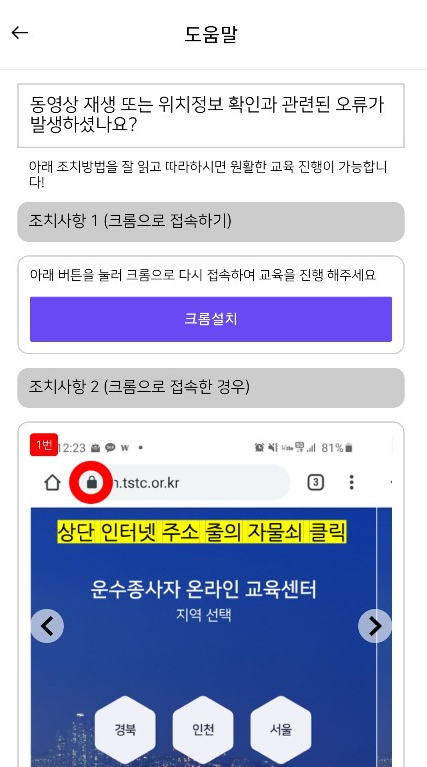 도움말
동영상 재생 또는 위치정보 확인과 관련된 오류가
발생하셨나요?
아래 조치방법을 잘 읽고 따라하시면 원활한 교육 진행이 가능합니
다!
조치사항 1 (크롬으로 접속하기)
아래 버튼을 눌러 크롬으로 다시 접속하여 교육을 진행 해주세요
크롬설치
조치사항 2 (크롬으로 접속한 경우)
1번 12:23 W 81%
.tstc.or.kr 3
상단 인터넷 주소 줄의 자물쇠 클릭
운수종사자 온라인 교육센터
지역 선택
경북 인천 서울